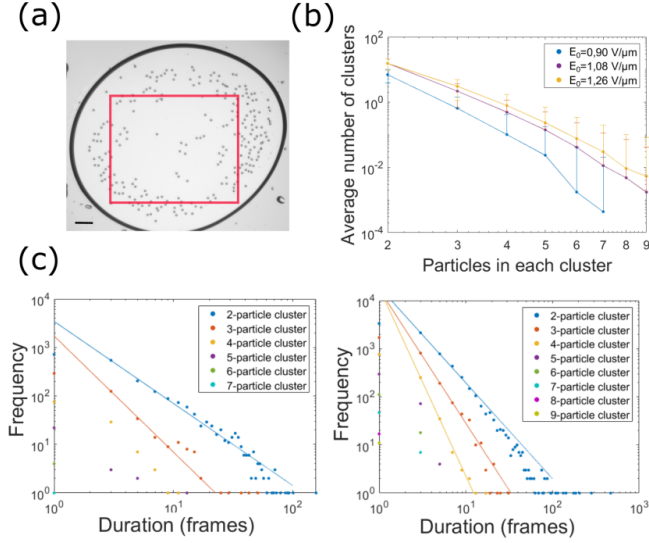 (a)
(b)
Average number of clusters
10^2
10^0
10^-2
10^-4
E_0=0,90 V/μm
E_0=1,08 V/μm
E_0=1,26 V/μm
2 3 4 5 6 7 8 9
Particles in each cluster
(c)
Frequency
10^4
10^3
10^2
10^1
10^0
2-particle cluster
3-particle cluster
4-particle cluster
5-particle cluster
6-particle cluster
7-particle cluster
10^0 10^1 10^2
Duration (frames)
Frequency
10^4
10^3
10^2
10^1
10^0
2-particle cluster
3-particle cluster
4-particle cluster
5-particle cluster
6-particle cluster
7-particle cluster
8-particle cluster
9-particle cluster
10^0 10^1 10^2 10^3
Duration (frames)